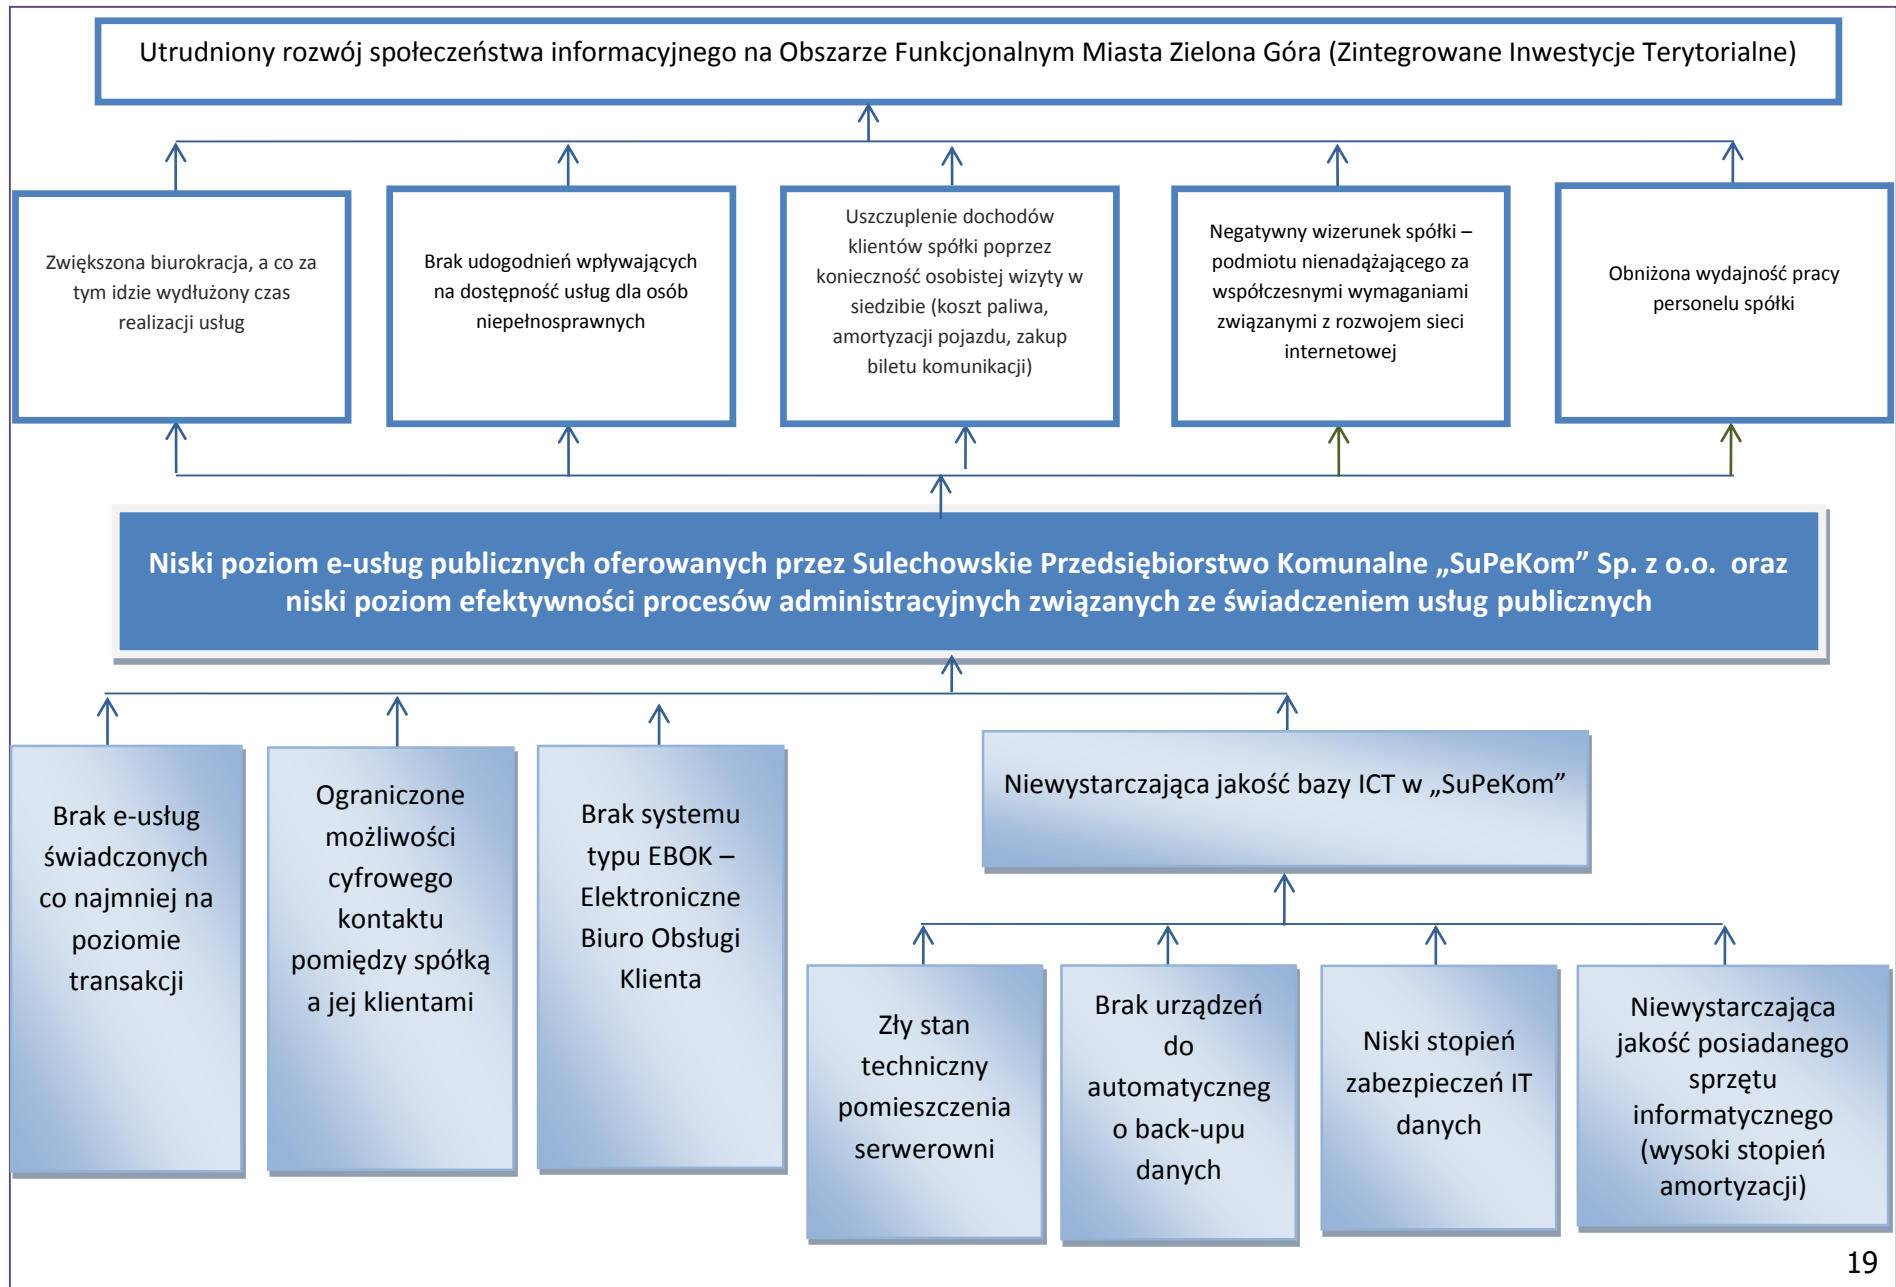 Utrudniony rozwój społeczeństwa informacyjnego na Obszarze Funkcjonalnym Miasta Zielona Góra (Zintegrowane Inwestycje Terytorialne)
Zwiększona biurokracja, a co za
tym idzie wydłużony czas
realizacji usług
Brak udogodnień wpływających
na dostępność usług dla osób
niepełnosprawnych
Uszczuplenie dochodów
klientów spółki poprzez
konieczność osobistej wizyty w
siedzibie (koszt paliwa,
amortyzacji pojazdu, zakup
biletu komunikacji)
Negatywny wizerunek spółki –
podmiotu nienadążającego za
współczesnymi wymaganiami
związanymi z rozwojem sieci
internetowej
Obniżona wydajność pracy
personelu spółki
Niski poziom e-usług publicznych oferowanych przez Sulechowskie Przedsiębiorstwo Komunalne „SuPeKom” Sp. z o.o. oraz
niski poziom efektywności procesów administracyjnych związanych ze świadczeniem usług publicznych
Brak e-usług
świadczonych
co najmniej na
poziomie
transakcji
Ograniczone
możliwości
cyfrowego
kontaktu
pomiędzy spółką
a jej klientami
Brak systemu
typu EBOK –
Elektroniczne
Biuro Obsługi
Klienta
Niewystarczająca jakość bazy ICT w „SuPeKom”
Zły stan
techniczny
pomieszczenia
serwerowni
Brak urządzeń
do
automatyczneg
o back-upu
danych
Niski stopień
zabezpieczeń IT
danych
Niewystarczająca
jakość posiadanego
sprzętu
informatycznego
(wysoki stopień
amortyzacji)
19